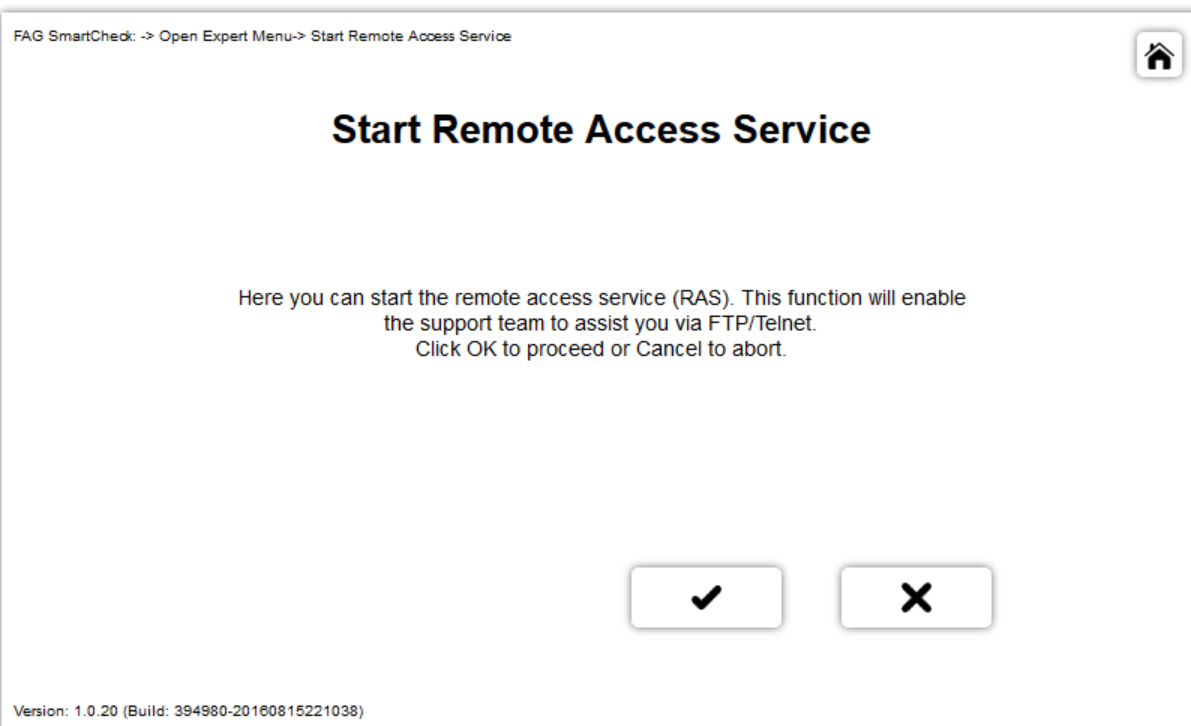 FAG SmartCheck: -> Open Expert Menu-> Start Remote Access Service
Start Remote Access Service
Here you can start the remote access service (RAS). This function will enable
the support team to assist you via FTP/Telnet.
Click OK to proceed or Cancel to abort.
Version: 1.0.20 (Build: 394980-20160815221038)